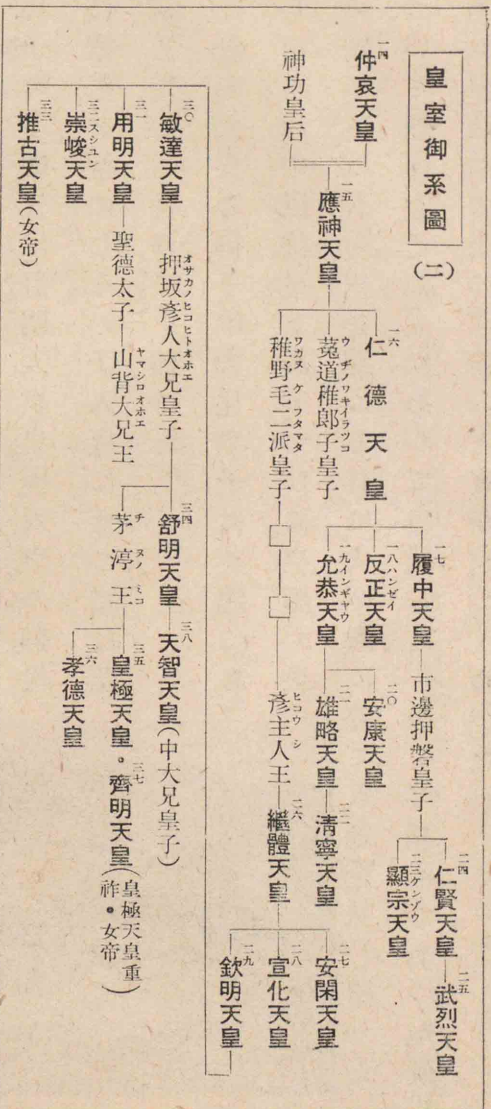 皇室御系圖
(二)
一四
仲哀天皇
神功皇后
一五
應神天皇
一六
仁德天皇
菟道稚郎子皇子
ウヂノワキイラツコ
稚野毛二派皇子
ワカヌケフタマタ
一七
履中天皇
一八ハンゼイ
反正天皇
一九インギヤウ
允恭天皇
市邊押磐皇子
二〇
安康天皇
二一
雄略天皇
二二
清寧天皇
彥主人王
ヒコウシ
二六
繼體天皇
二四
仁賢天皇
二三ケンゾウ
顯宗天皇
二五
武烈天皇
二七
安閑天皇
二八
宣化天皇
二九
欽明天皇
三〇
敏達天皇
三一
用明天皇
三二スシユン
崇峻天皇
三三
推古天皇(女帝)
押坂彥人大兄皇子
オサカノヒコヒトオホエ
聖德太子
山背大兄王
ヤマシロオホエ
三四
舒明天皇
茅渟王
チヌノミコ
三八
天智天皇(中大兄皇子)
三五
皇極天皇・
三七
齊明天皇
(皇極天皇重
祚・女帝)
三六
孝德天皇